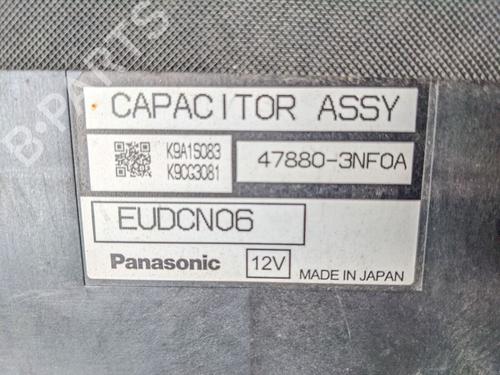 B-PARTS
CAPACITOR ASSY
K9A1S083
K9CG3081
47880-3NF0A
EUDCN06
Panasonic
12V
MADE IN JAPAN